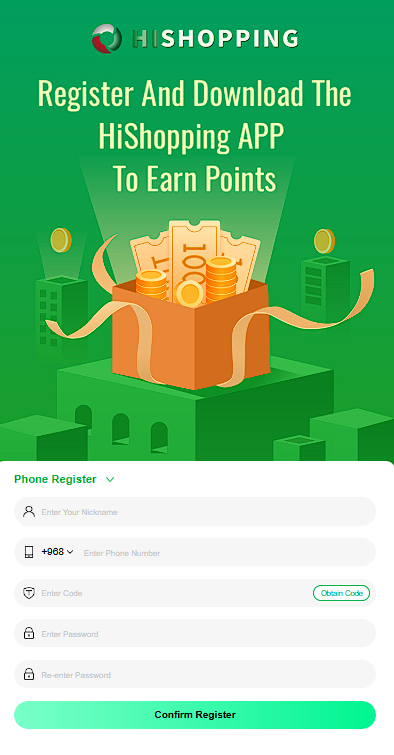 HISHOPPING
Register And Download The
HiShopping APP
To Earn Points
100
Phone Register
Enter Your Nickname
+968
Enter Phone Number
Enter Code
Obtain Code
Enter Password
Re-enter Password
Confirm Register